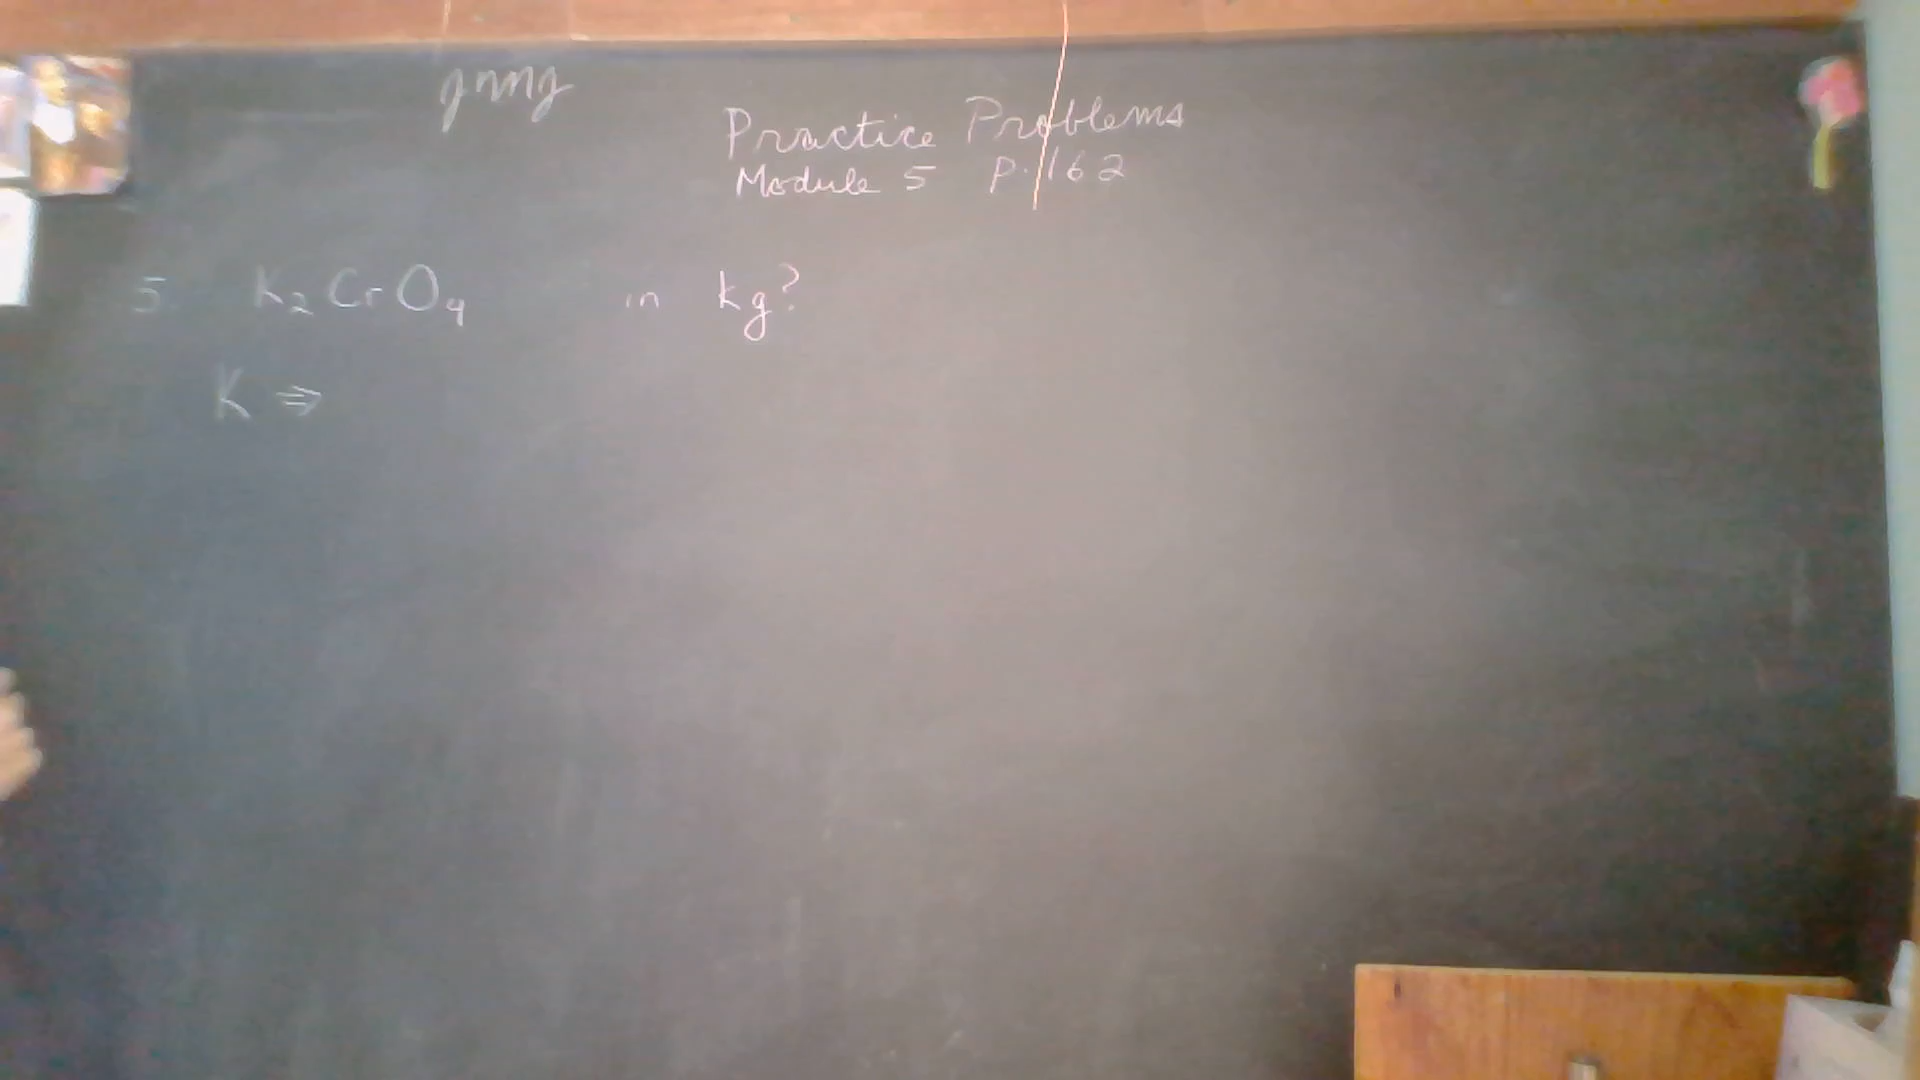 Practice Problems
Module 5 p. 162
5 K₂CrO₄ in kg?
K ⇒